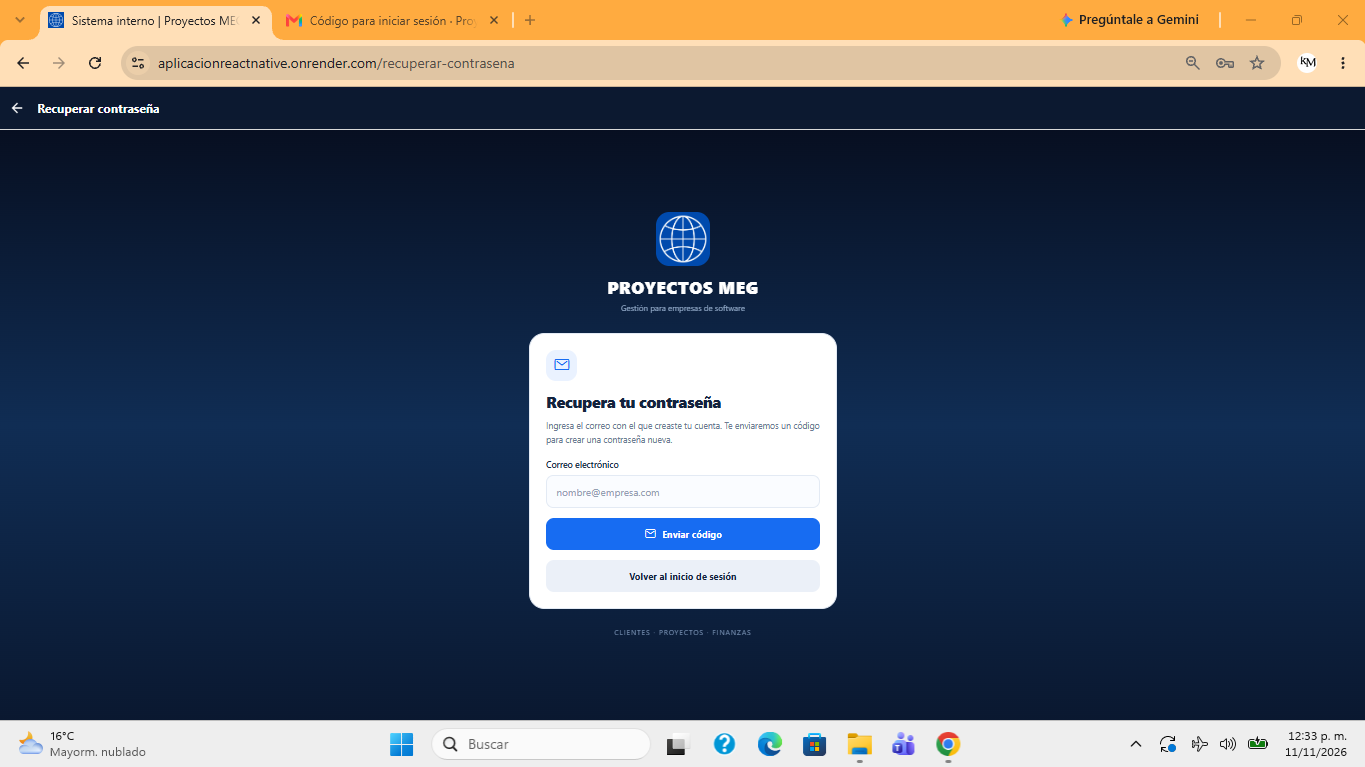 Sistema interno | Proyectos MEG
Código para iniciar sesión · Pro
Pregúntale a Gemini
aplicacionreactnative.onrender.com/recuperar-contrasena
KM
Recuperar contraseña
PROYECTOS MEG
Gestión para empresas de software
Recupera tu contraseña
Ingresa el correo con el que creaste tu cuenta. Te enviaremos un código
para crear una contraseña nueva.
Correo electrónico
nombre@empresa.com
Enviar código
Volver al inicio de sesión
CLIENTES · PROYECTOS · FINANZAS
16°C
Mayorm. nublado
Buscar
12:33 p. m.
11/11/2026